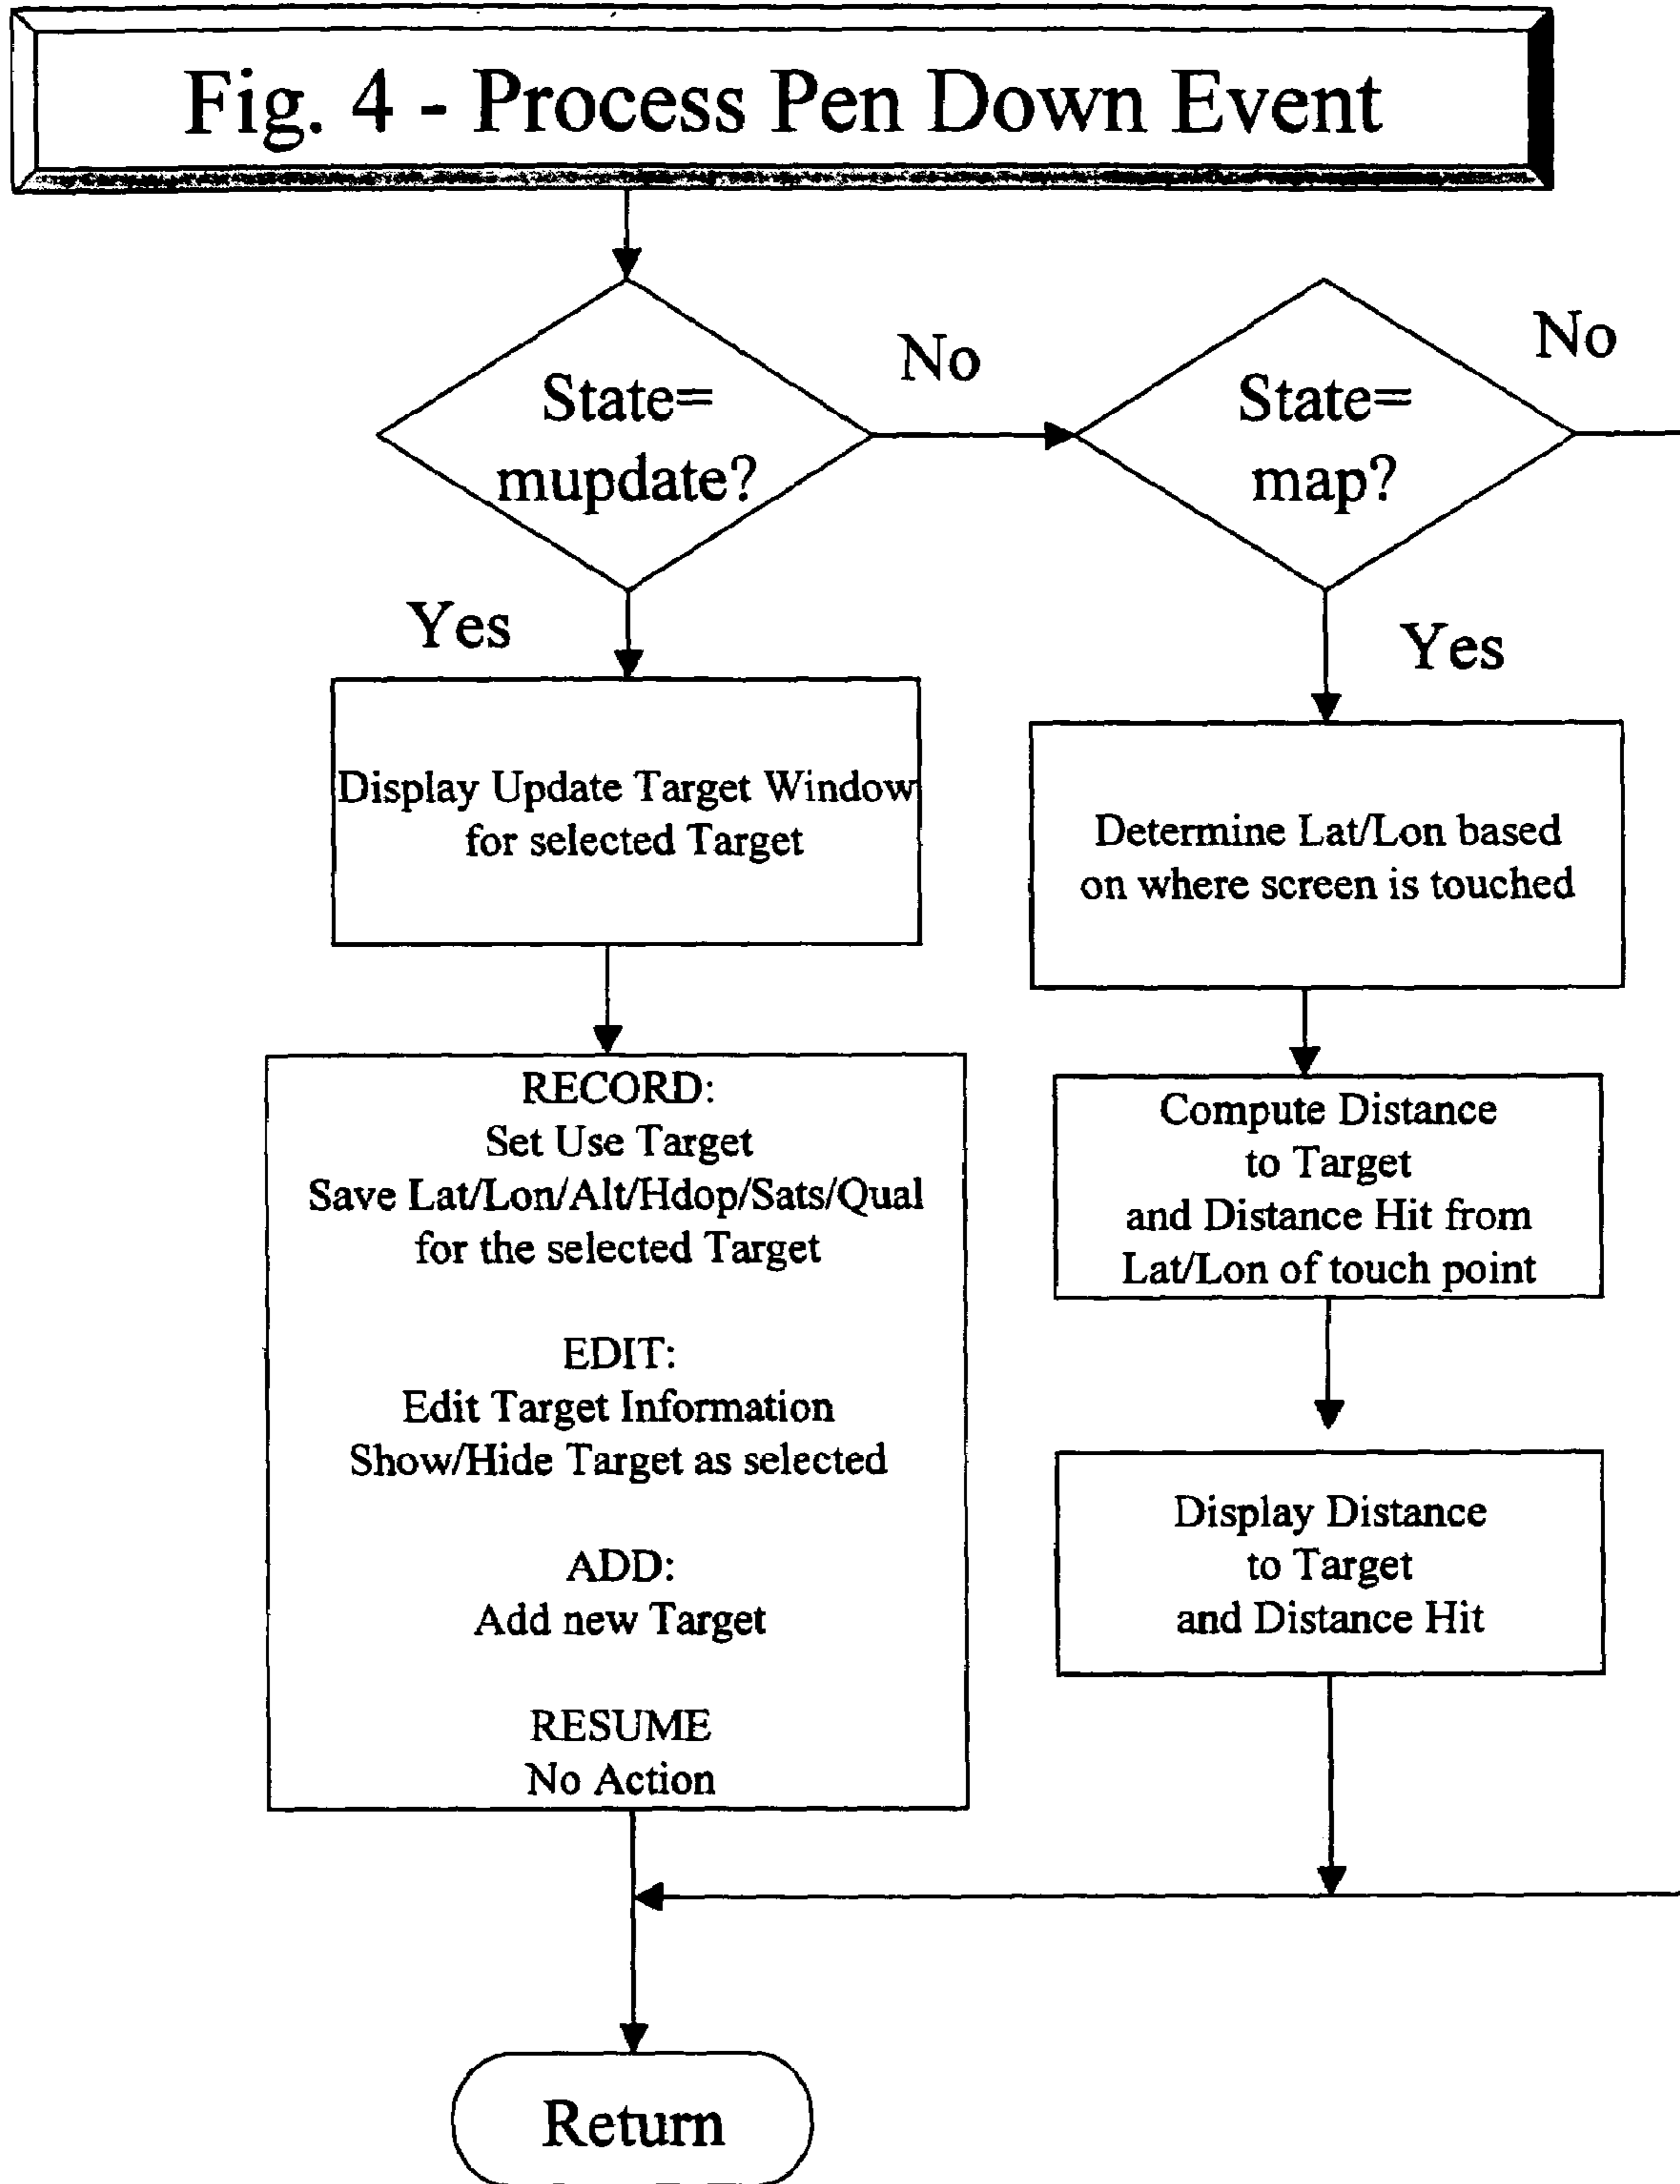 Fig. 4 - Process Pen Down Event
State=
mupdate?
No
State=
map?
No
Yes
Yes
Display Update Target Window
for selected Target
Determine Lat/Lon based
on where screen is touched
RECORD:
Set Use Target
Save Lat/Lon/Alt/Hdop/Sats/Qual
for the selected Target
EDIT:
Edit Target Information
Show/Hide Target as selected
ADD:
Add new Target
RESUME
No Action
Compute Distance
to Target
and Distance Hit from
Lat/Lon of touch point
Display Distance
to Target
and Distance Hit
Return